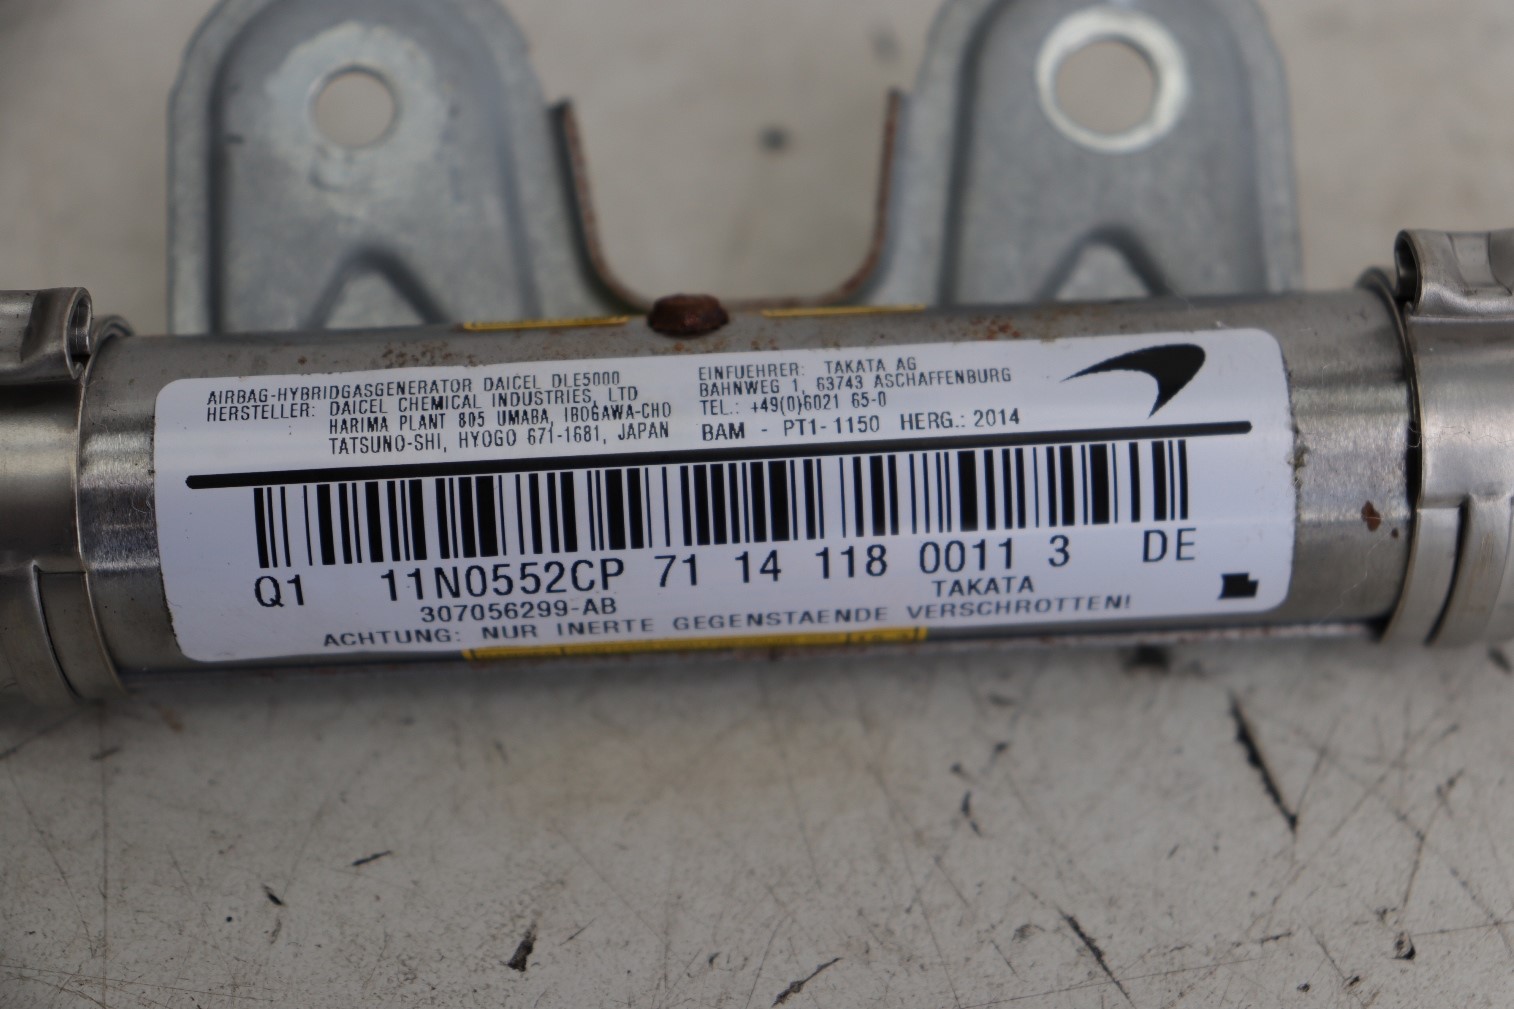 AIRBAG-HYBRIDGASGENERATOR DAICEL DLE5000
HERSTELLER: DAICEL CHEMICAL INDUSTRIES, LTD
HARIMA PLANT 805 UMABA, IBOGAWA-CHO
TATSUNO-SHI, HYOGO 671-1681, JAPAN
EINFUEHRER: TAKATA AG
BAHNWEG 1, 63743 ASCHAFFENBURG
TEL.: +49(0)6021 65-0
BAM - PT1-1150 HERG.: 2014
Q1 11N0552CP 71 14 118 0011 3 DE
307056299-AB TAKATA
ACHTUNG: NUR INERTE GEGENSTAENDE VERSCHROTTEN!